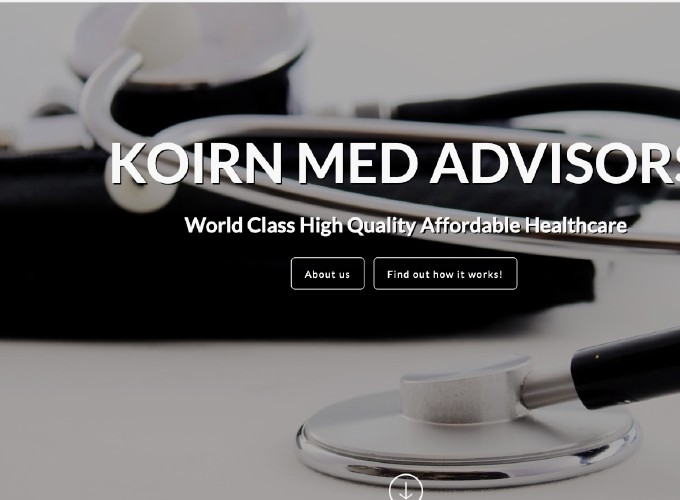 KOIRN MED ADVISORS
World Class High Quality Affordable Healthcare
About us
Find out how it works!